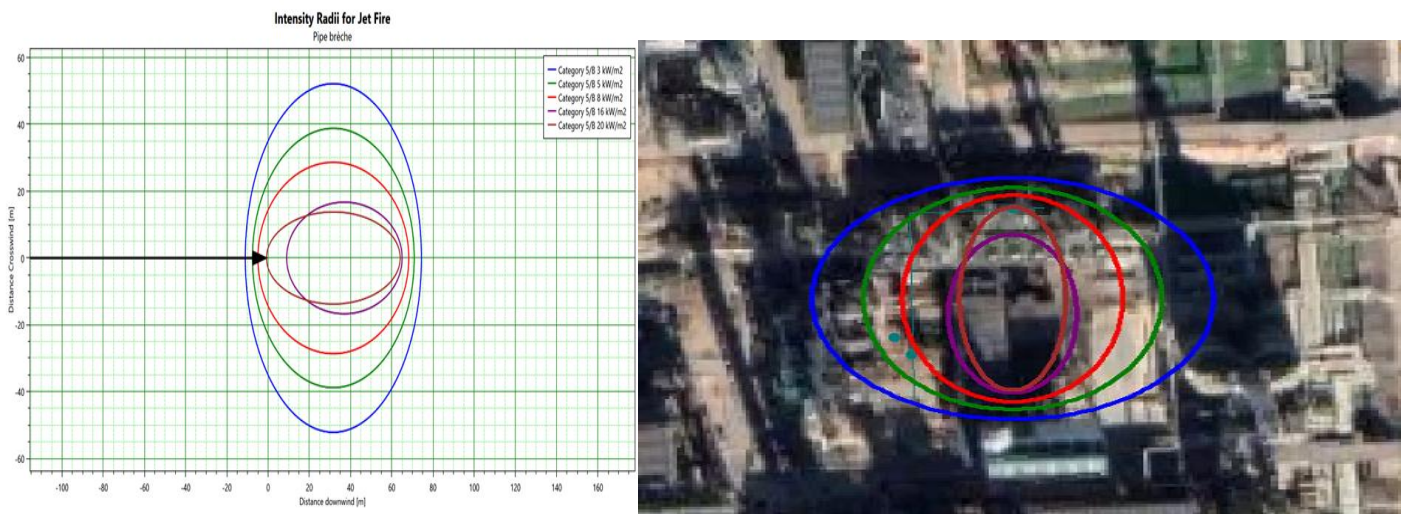 Intensity Radii for Jet Fire
Pipe brèche
Category 5/B 3 kW/m2
Category 5/B 5 kW/m2
Category 5/B 8 kW/m2
Category 5/B 16 kW/m2
Category 5/B 20 kW/m2
60
40
20
0
-20
-40
-60
Distance Crosswind [m]
-100 -80 -60 -40 -20 0 20 40 60 80 100 120 140 160
Distance downwind [m]